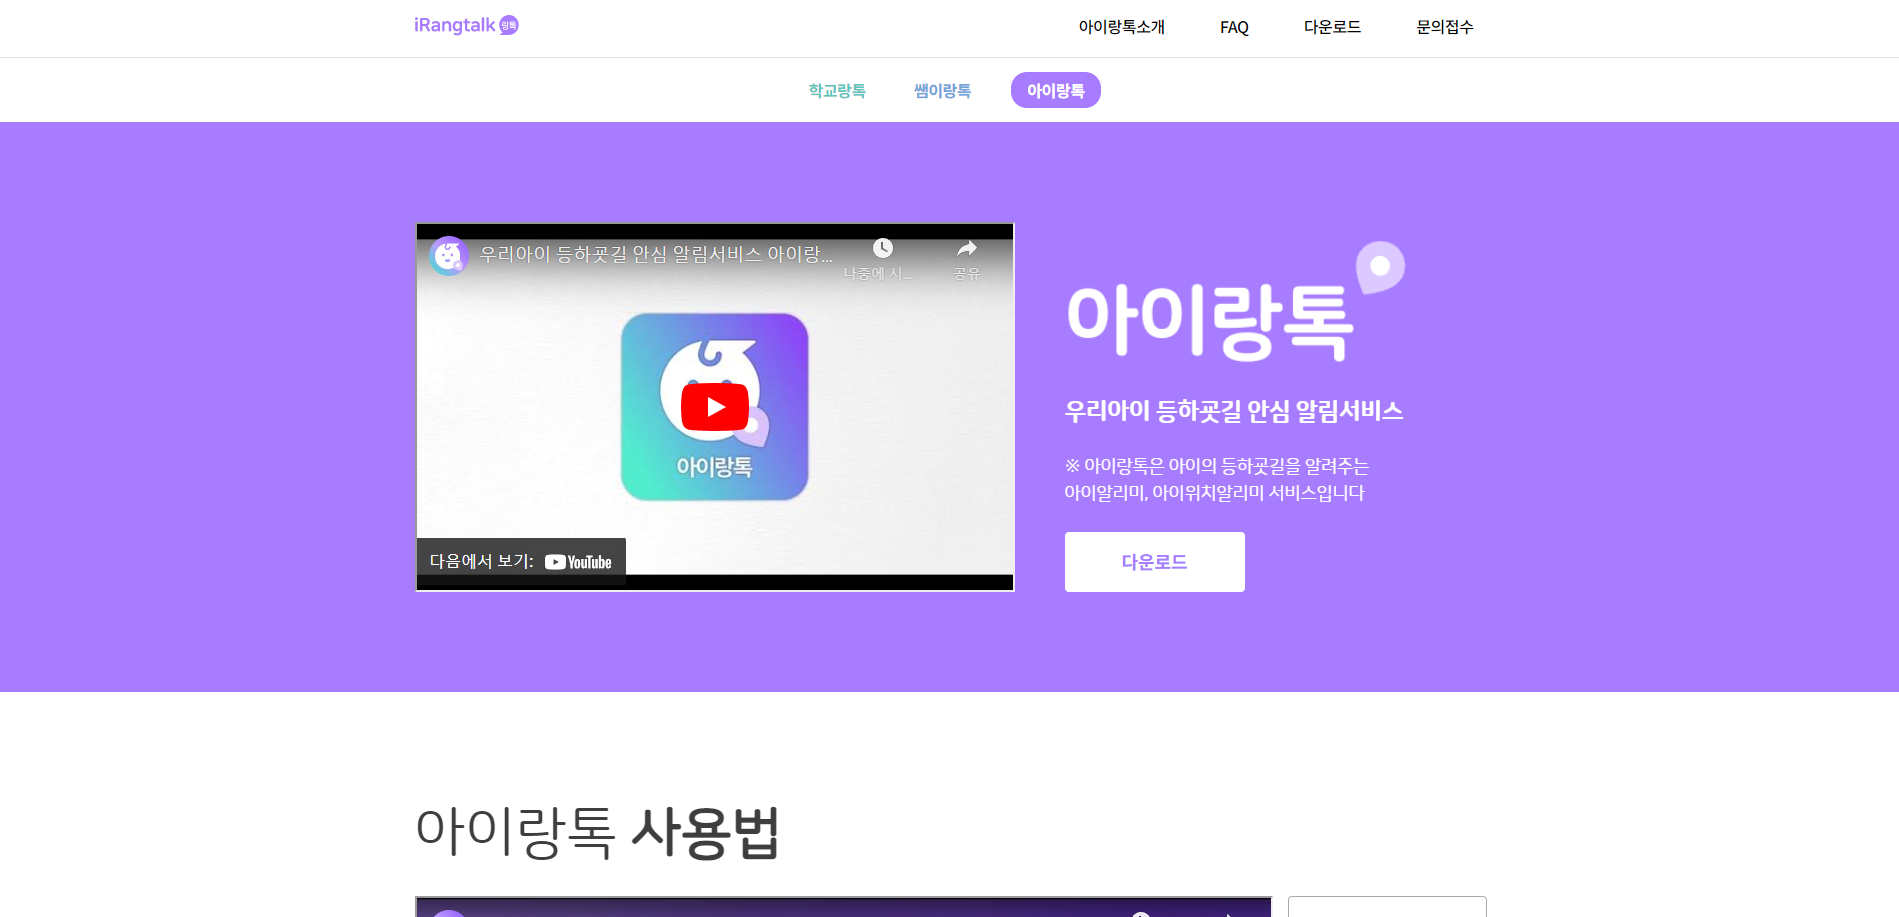 iRangtalk 랑톡
아이랑톡소개 FAQ 다운로드 문의접수
학교랑톡 쌤이랑톡 아이랑톡
우리아이 등하굣길 안심 알림서비스 아이랑...
나중에 시... 공유
아이랑톡
다음에서 보기: YouTube
아이랑톡
우리아이 등하굣길 안심 알림서비스
※ 아이랑톡은 아이의 등하굣길을 알려주는
아이알리미, 아이위치알리미 서비스입니다
다운로드
아이랑톡 사용법